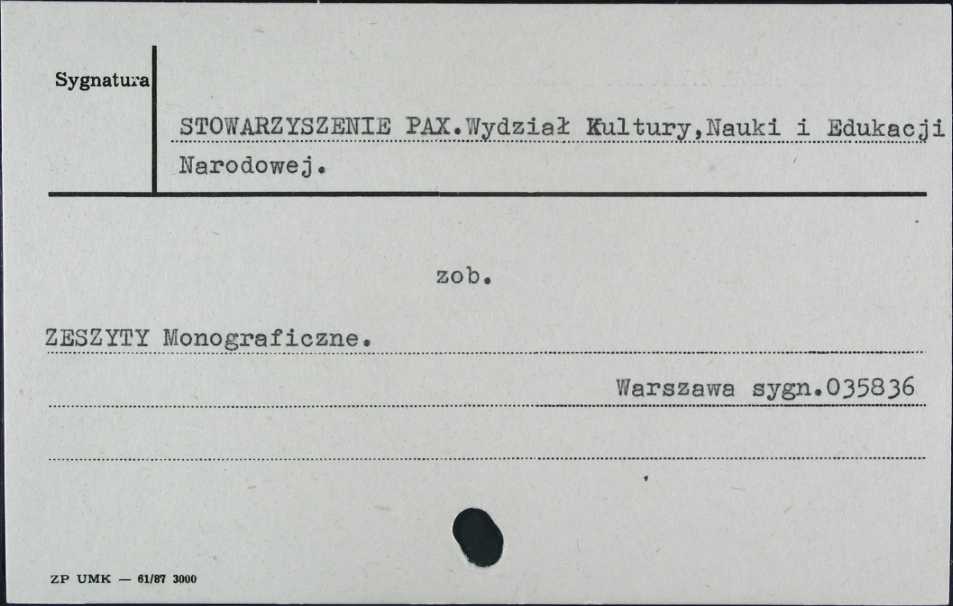 Sygnatura
STOWARZYSZENIE PAX.Wydział Kultury,Nauki i Edukacji
Narodowej.
zob.
ZESZYTY Monograficzne.
Warszawa sygn.035836
ZP UMK — 61/87 3000